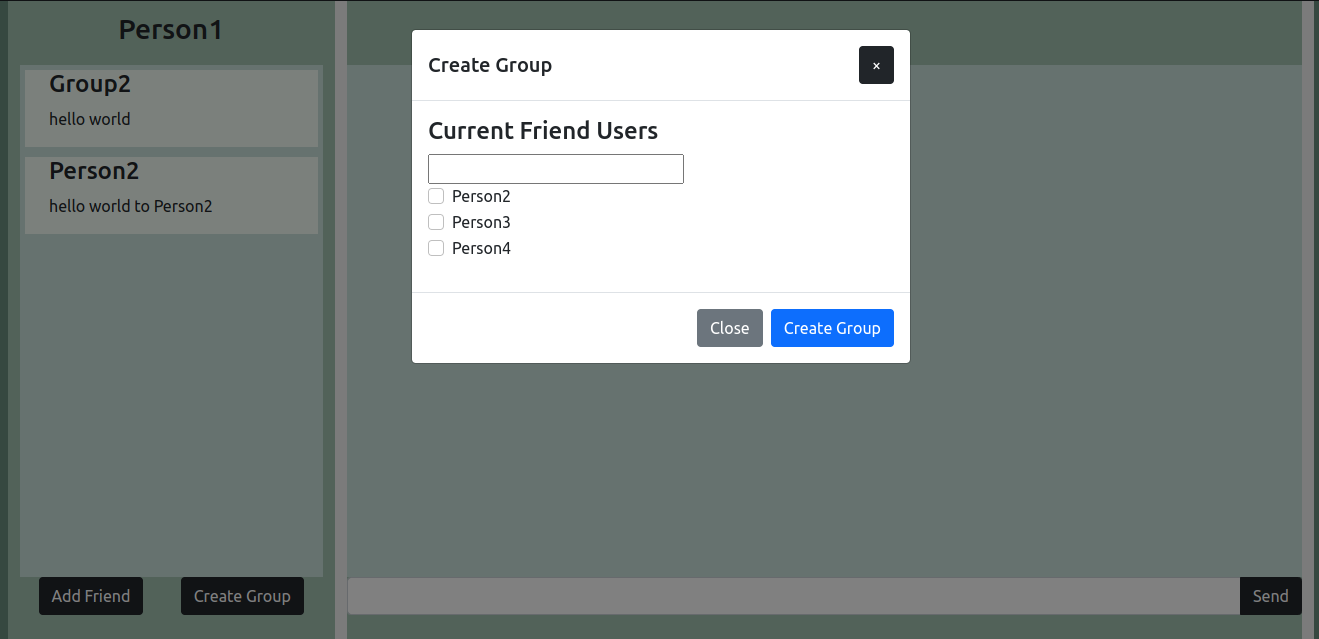 Person1
Group2
hello world
Person2
hello world to Person2
Add Friend
Create Group
Create Group
×
Current Friend Users
Person2
Person3
Person4
Close
Create Group
Send